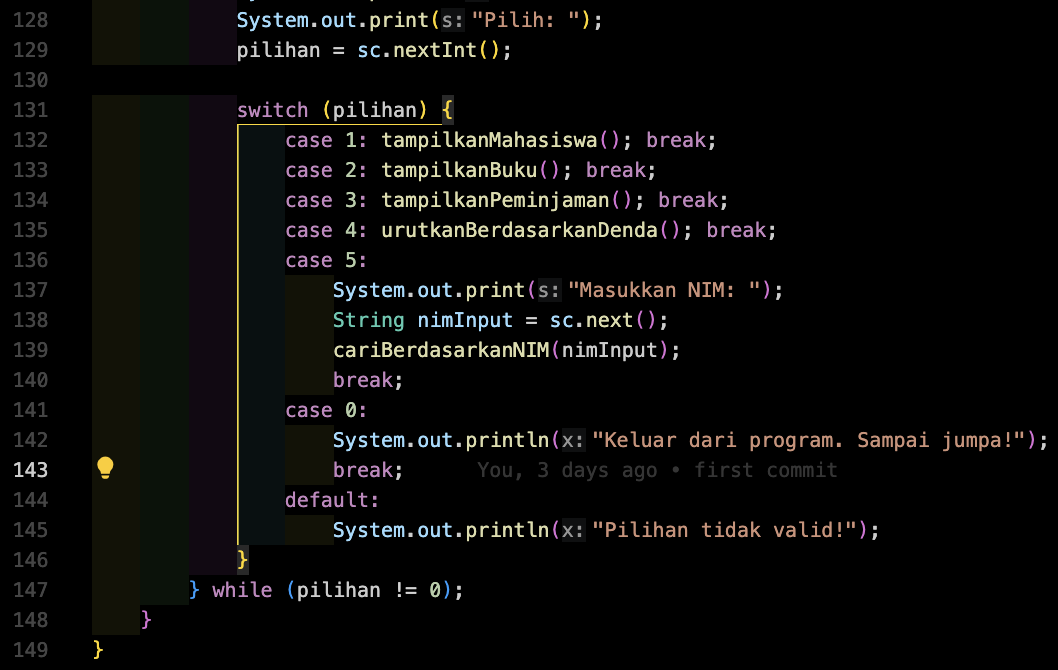 128 System.out.print(s: "Pilih: ");
129 pilihan = sc.nextInt();
130
131 switch (pilihan) {
132 case 1: tampilkanMahasiswa(); break;
133 case 2: tampilkanBuku(); break;
134 case 3: tampilkanPeminjaman(); break;
135 case 4: urutkanBerdasarkanDenda(); break;
136 case 5:
137 System.out.print(s: "Masukkan NIM: ");
138 String nimInput = sc.next();
139 cariBerdasarkanNIM(nimInput);
140 break;
141 case 0:
142 System.out.println(x: "Keluar dari program. Sampai jumpa!");
143 break; You, 3 days ago • first commit
144 default:
145 System.out.println(x: "Pilihan tidak valid!");
146 }
147 } while (pilihan != 0);
148 }
149 }